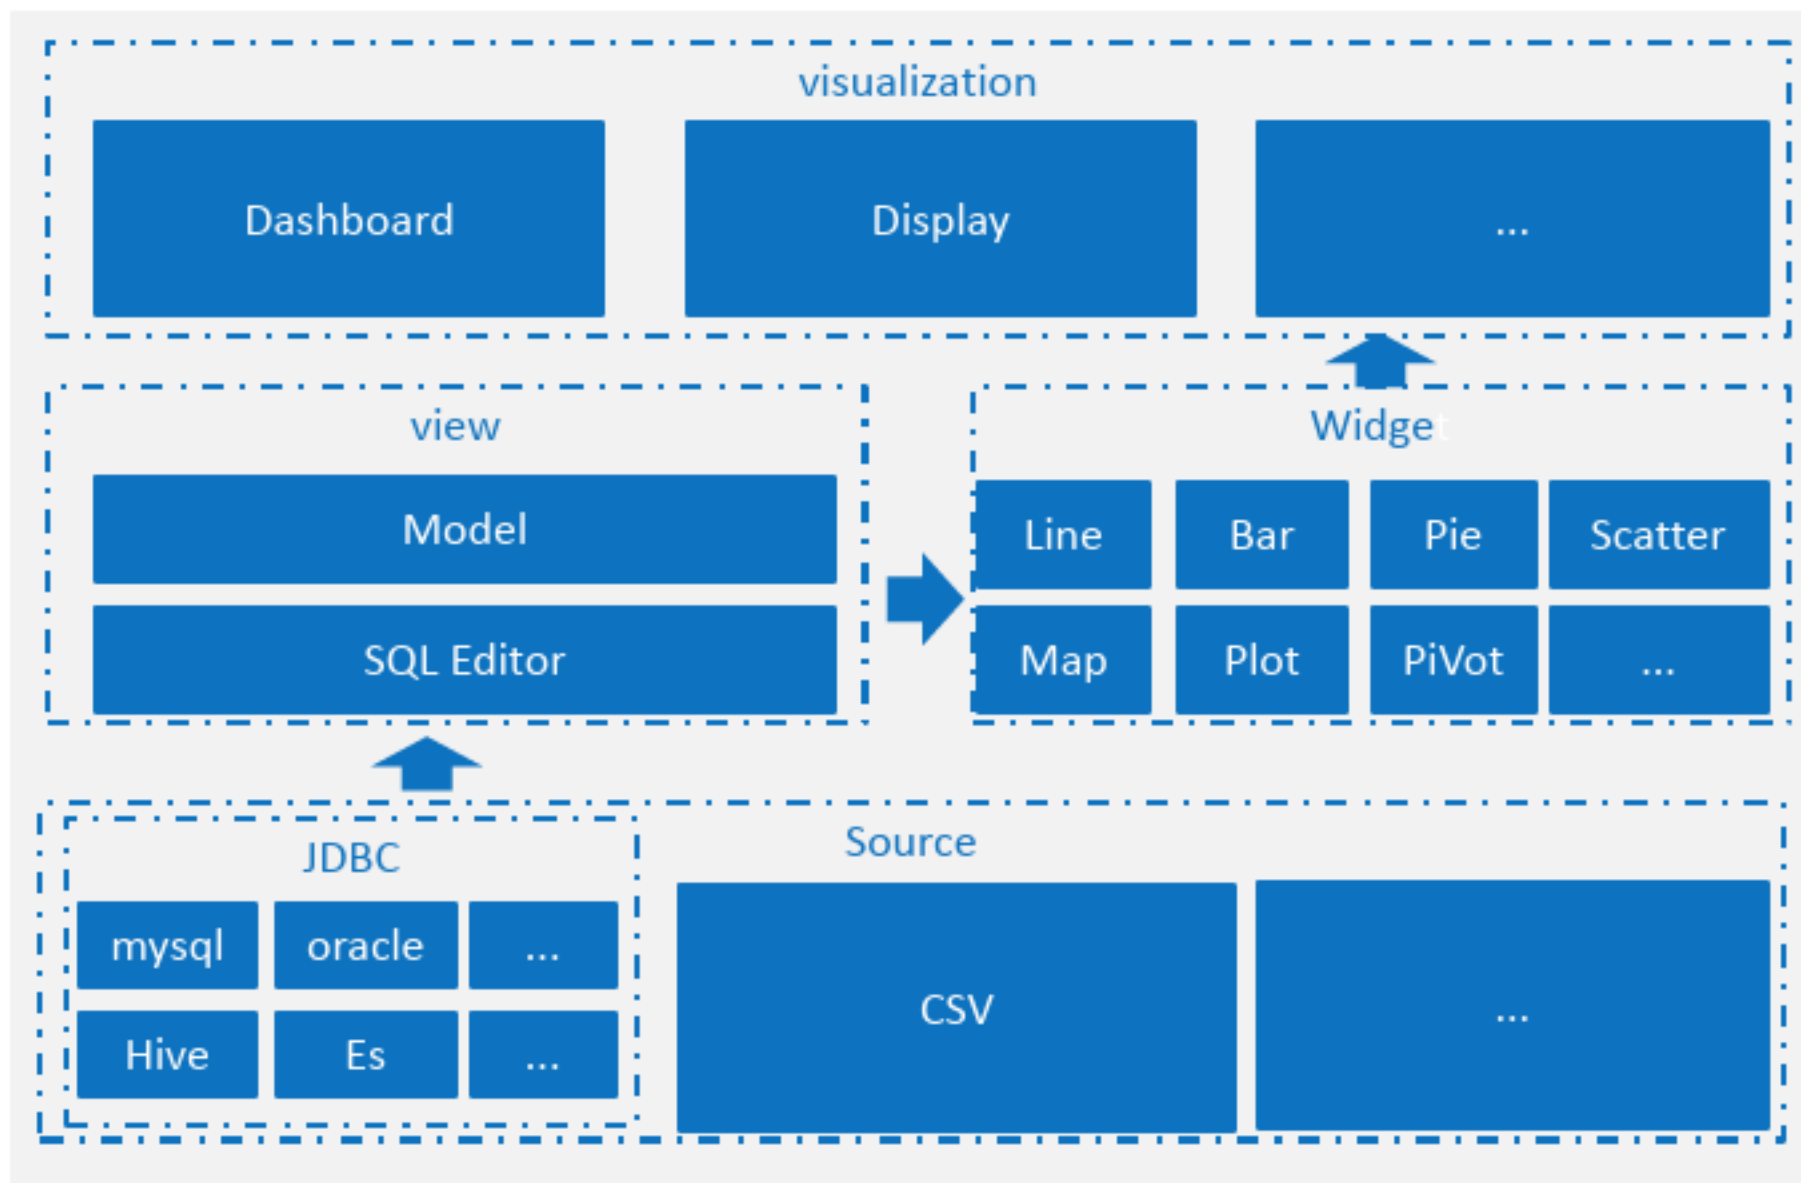 visualization
Dashboard
Display
...
view
Model
SQL Editor
Widget
Line
Bar
Pie
Scatter
Map
Plot
PiVot
...
Source
JDBC
mysql
oracle
...
Hive
Es
...
CSV
...